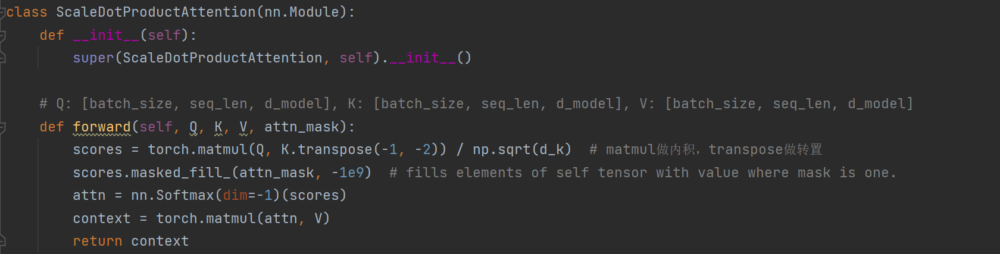 class ScaleDotProductAttention(nn.Module):
    def __init__(self):
        super(ScaleDotProductAttention, self).__init__()
    # Q: [batch_size, seq_len, d_model], K: [batch_size, seq_len, d_model], V: [batch_size, seq_len, d_model]
    def forward(self, Q, K, V, attn_mask):
        scores = torch.matmul(Q, K.transpose(-1, -2)) / np.sqrt(d_k)  # matmul做内积，transpose做转置
        scores.masked_fill_(attn_mask, -1e9)  # fills elements of self tensor with value where mask is one.
        attn = nn.Softmax(dim=-1)(scores)
        context = torch.matmul(attn, V)
        return context